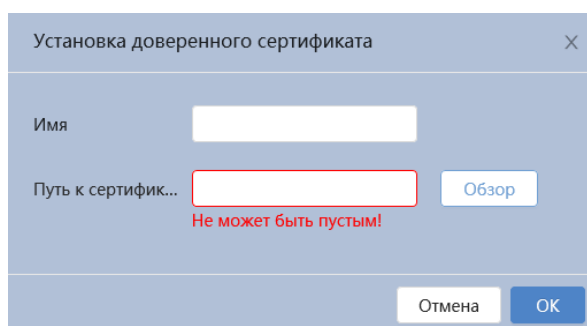 Установка доверенного сертификата
Имя
Путь к сертифик... Обзор
Не может быть пустым!
Отмена OK